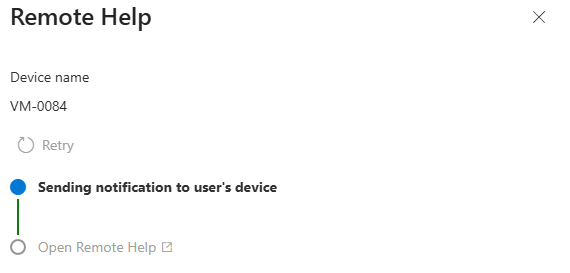 Remote Help
Device name
VM-0084
Retry
Sending notification to user's device
Open Remote Help